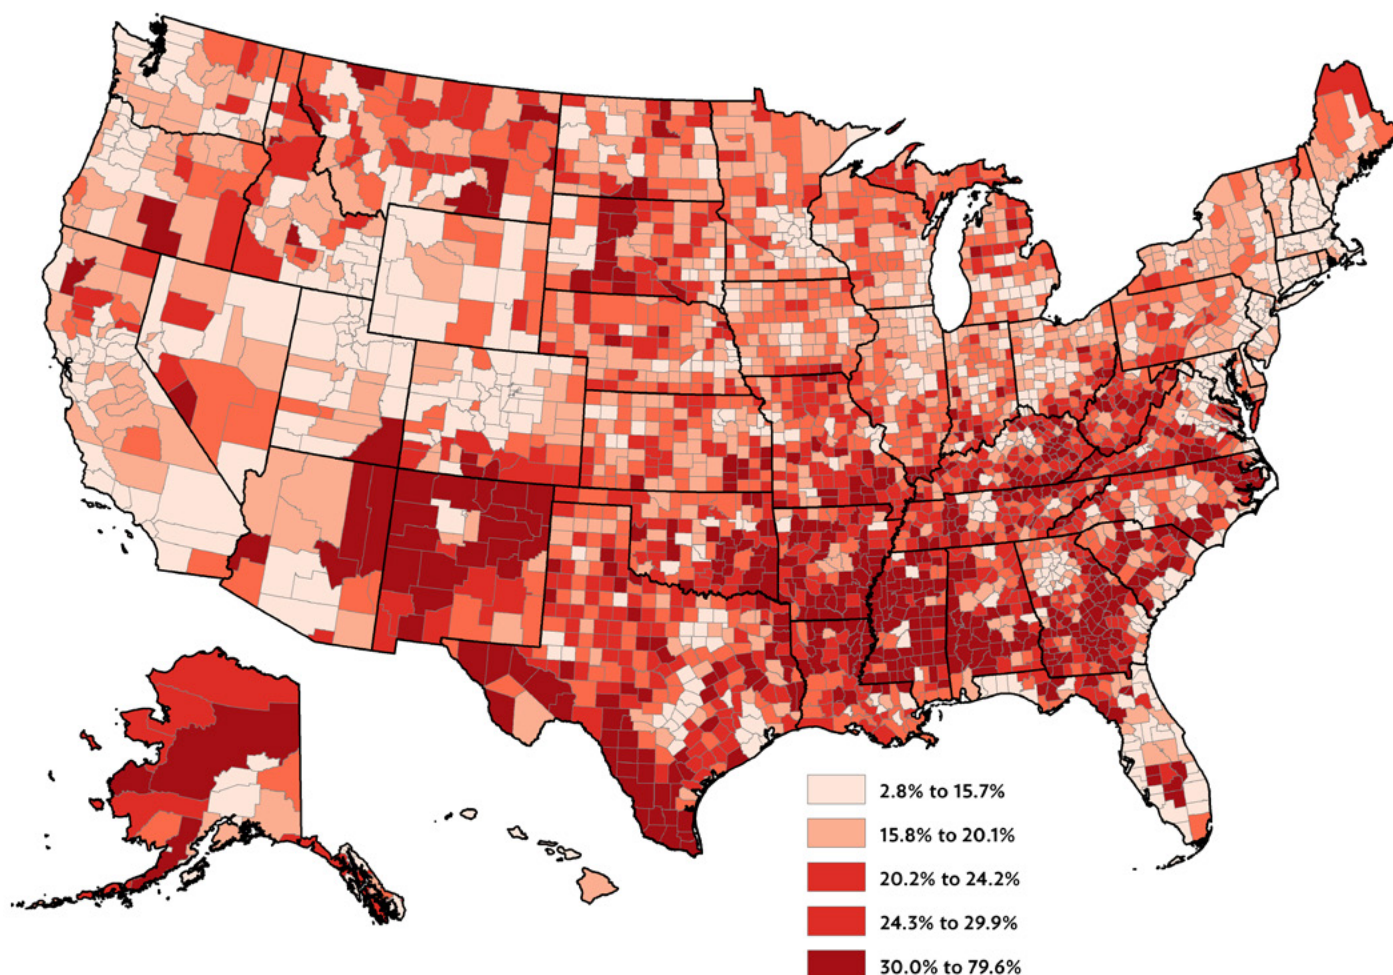 2.8% to 15.7%
15.8% to 20.1%
20.2% to 24.2%
24.3% to 29.9%
30.0% to 79.6%